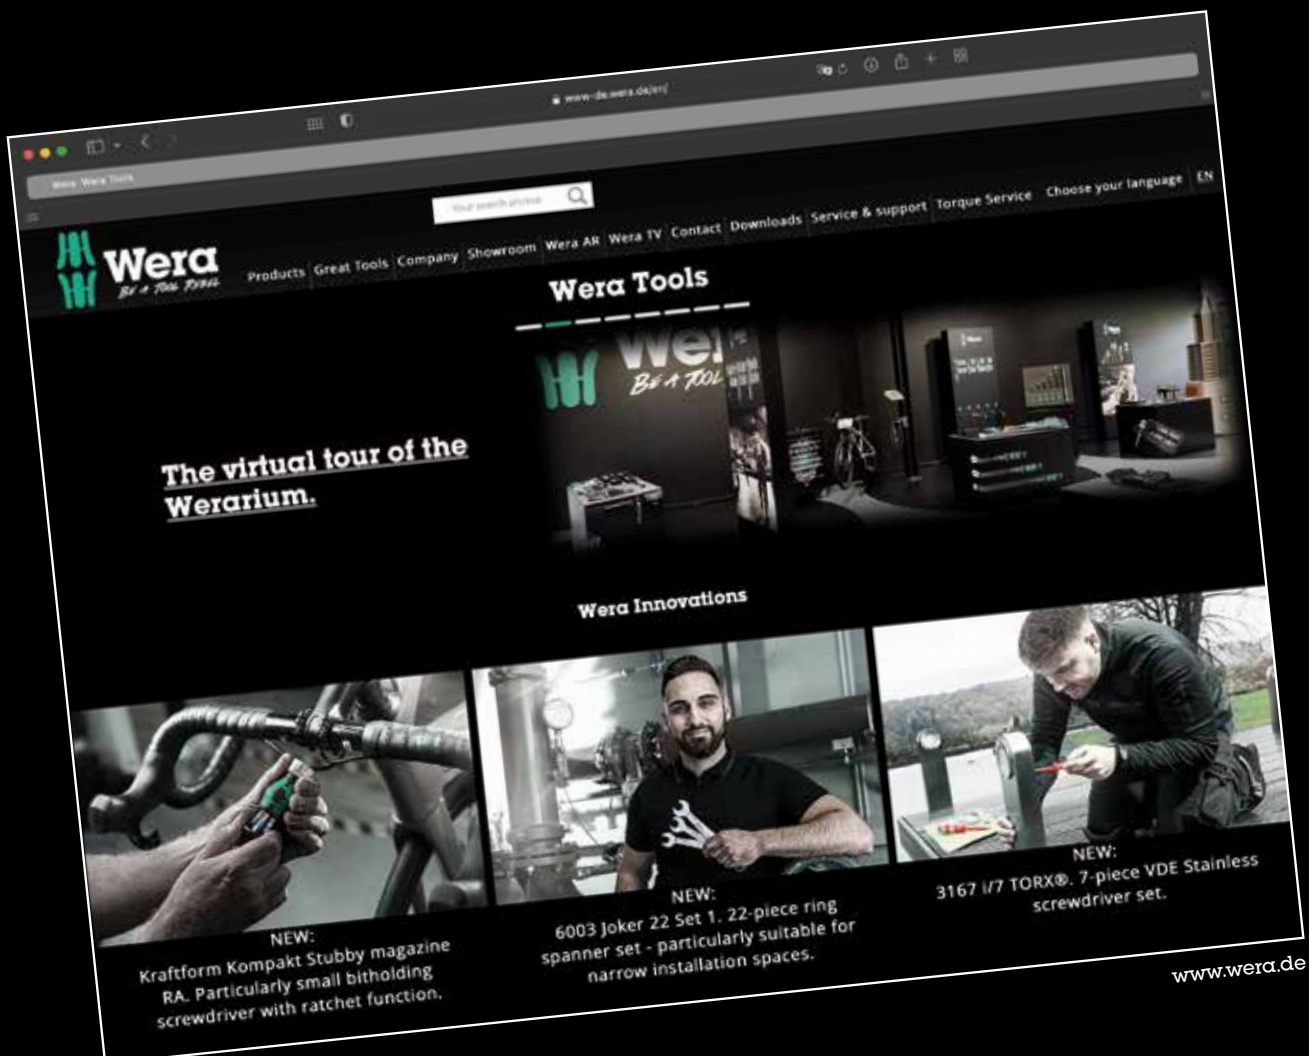 www-de.wera.de/en/
Wera: Wera Tools
Your search phrase
Wera
BE A TOOL REBEL
Products
Great Tools
Company
Showroom
Wera AR
Wera TV
Contact
Downloads
Service & support
Torque Service
Choose your language
EN
Wera Tools
Wer
BE A TOOL
The virtual tour of the
Werarium.
Wera Innovations
NEW:
Kraftform Kompakt Stubby magazine
RA. Particularly small bitholding
screwdriver with ratchet function.
NEW:
6003 Joker 22 Set 1. 22-piece ring
spanner set - particularly suitable for
narrow installation spaces.
NEW:
3167 i/7 TORX®. 7-piece VDE Stainless
screwdriver set.
www.wera.de